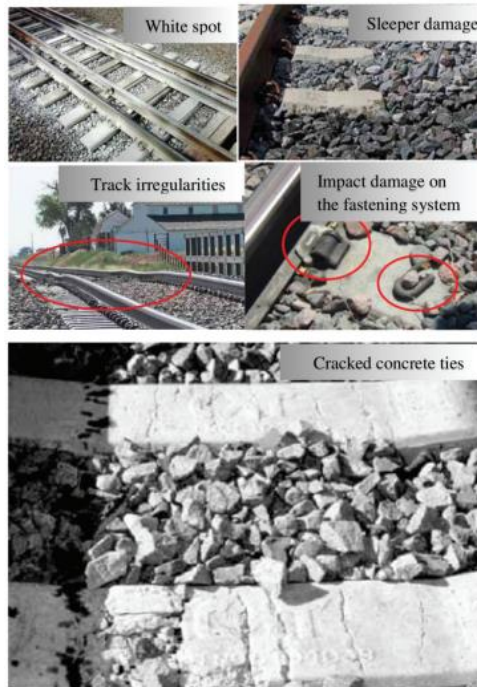 White spot
Sleeper damage
Track irregularities
Impact damage on
the fastening system
Cracked concrete ties